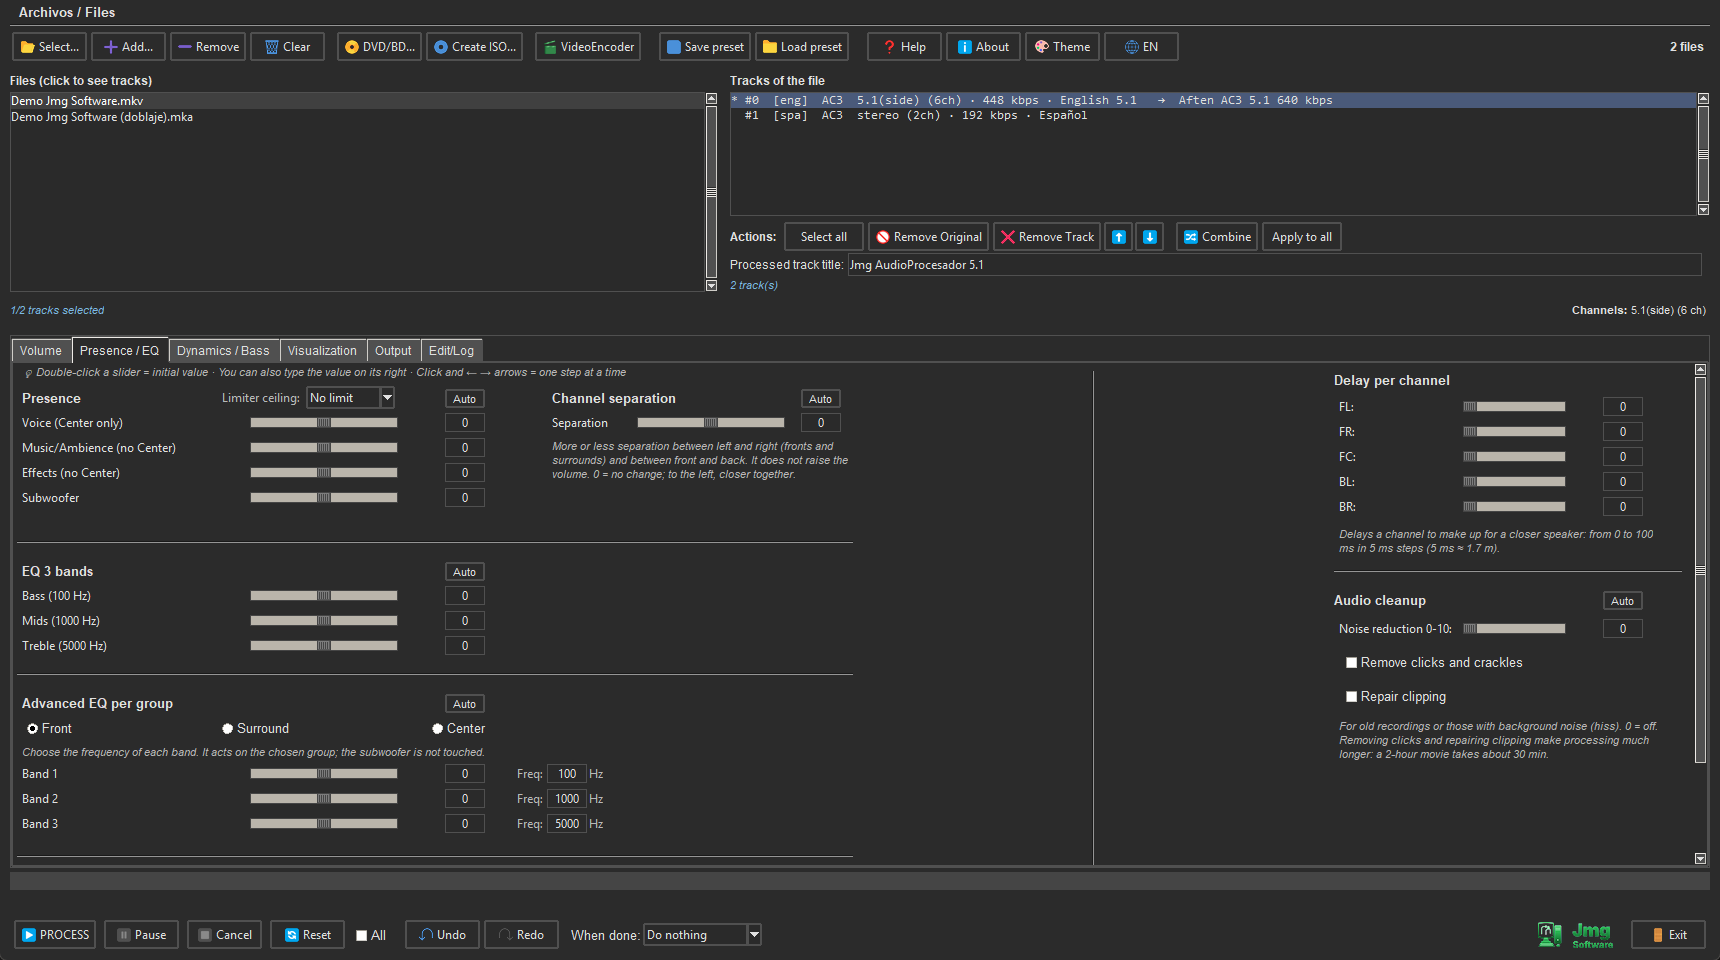 Archivos / Files
Select... Add... Remove Clear DVD/BD... Create ISO... VideoEncoder Save preset Load preset Help About Theme EN 2 files
Files (click to see tracks)
Demo Jmg Software.mkv
Demo Jmg Software (doblaje).mka
1/2 tracks selected
Tracks of the file
* #0 [eng] AC3 5.1(side) (6ch) · 448 kbps · English 5.1 → Aften AC3 5.1 640 kbps
#1 [spa] AC3 stereo (2ch) · 192 kbps · Español
Actions: Select all Remove Original Remove Track Combine Apply to all
Processed track title: Jmg AudioProcesador 5.1
2 track(s)
Channels: 5.1(side) (6 ch)
Volume Presence / EQ Dynamics / Bass Visualization Output Edit/Log
Double-click a slider = initial value · You can also type the value on its right · Click and ←→ arrows = one step at a time
Presence Limiter ceiling: No limit Auto
Voice (Center only) 0
Music/Ambience (no Center) 0
Effects (no Center) 0
Subwoofer 0
Channel separation Auto
Separation 0
More or less separation between left and right (fronts and
surrounds) and between front and back. It does not raise the
volume. 0 = no change; to the left, closer together.
EQ 3 bands Auto
Bass (100 Hz) 0
Mids (1000 Hz) 0
Treble (5000 Hz) 0
Advanced EQ per group Auto
Front Surround Center
Choose the frequency of each band. It acts on the chosen group; the subwoofer is not touched.
Band 1 0 Freq: 100 Hz
Band 2 0 Freq: 1000 Hz
Band 3 0 Freq: 5000 Hz
Delay per channel
FL: 0
FR: 0
FC: 0
BL: 0
BR: 0
Delays a channel to make up for a closer speaker: from 0 to 100
ms in 5 ms steps (5 ms ≈ 1.7 m).
Audio cleanup Auto
Noise reduction 0-10: 0
Remove clicks and crackles
Repair clipping
For old recordings or those with background noise (hiss). 0 = off.
Removing clicks and repairing clipping make processing much
longer: a 2-hour movie takes about 30 min.
PROCESS Pause Cancel Reset All Undo Redo When done: Do nothing
Jmg
Software
Exit